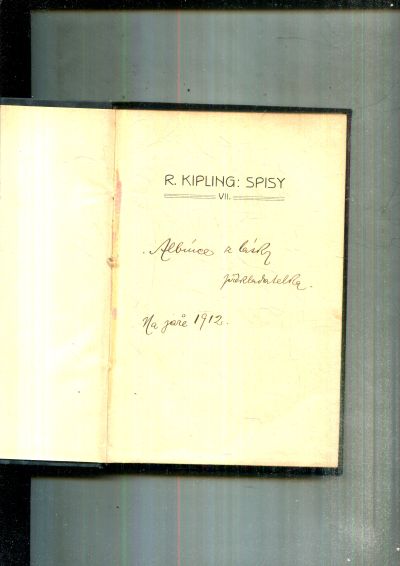 R. KIPLING: SPISY
VII.
Albínce z lásky
překladatelka.
Na jaře 1912.